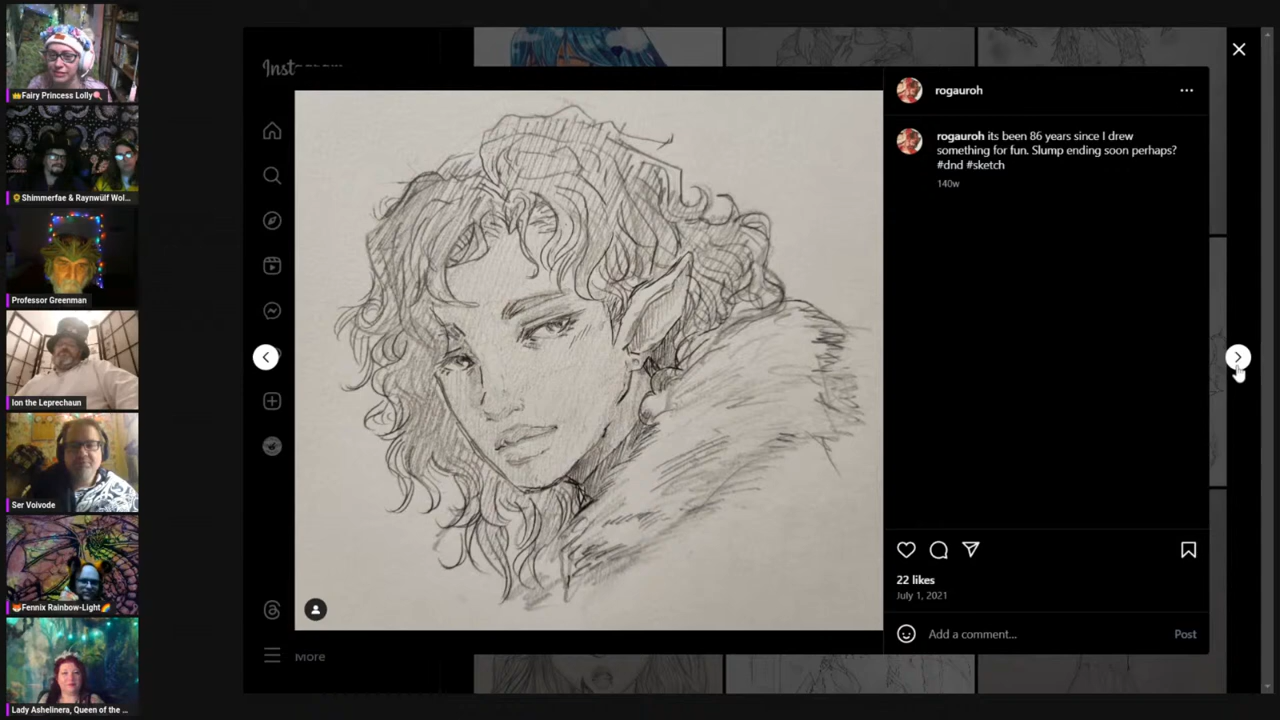 👑Fairy Princess Lolly🍭
🌻Shimmerfae & Raynwülf Wol...
Professor Greenman
Ion the Leprechaun
Ser Voivode
🦊Fennix Rainbow-Light🌈
Lady Ashelinera, Queen of the ...
Instagram
More
rogauroh
rogauroh its been 86 years since I drew
something for fun. Slump ending soon perhaps?
#dnd #sketch
140w
22 likes
July 1, 2021
Add a comment...
Post